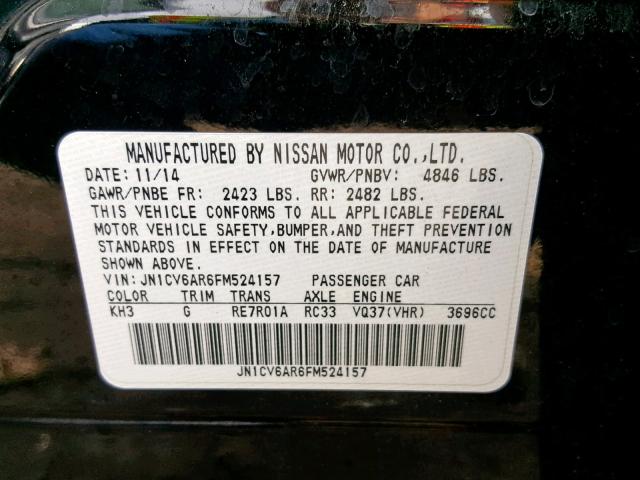 MANUFACTURED BY NISSAN MOTOR CO.,LTD.
DATE: 11/14 GVWR/PNBV: 4846 LBS.
GAWR/PNBE FR: 2423 LBS. RR: 2482 LBS.
THIS VEHICLE CONFORMS TO ALL APPLICABLE FEDERAL
MOTOR VEHICLE SAFETY,BUMPER,AND THEFT PREVENTION
STANDARDS IN EFFECT ON THE DATE OF MANUFACTURE
SHOWN ABOVE.
VIN:JN1CV6AR6FM524157 PASSENGER CAR
COLOR TRIM TRANS AXLE ENGINE
KH3 G RE7R01A RC33 VQ37(VHR) 3696CC
JN1CV6AR6FM524157